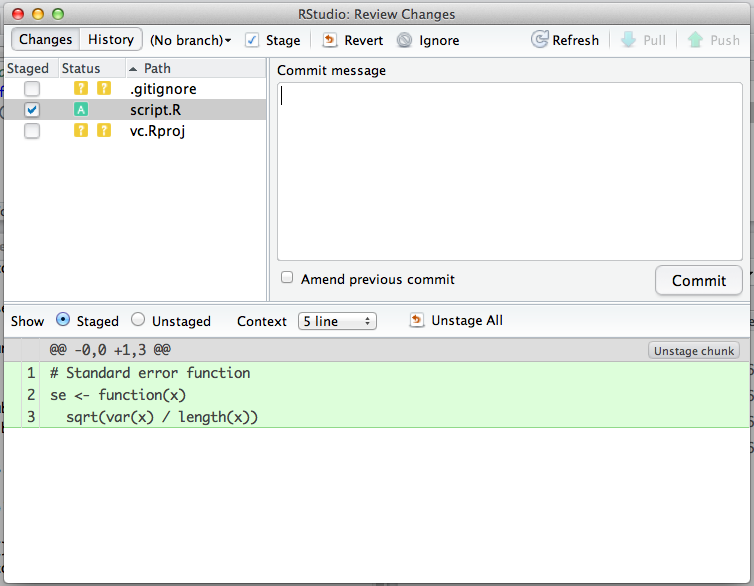 RStudio: Review Changes
Changes History (No branch) Stage Revert Ignore Refresh Pull Push
Staged Status Path
? ? .gitignore
A script.R
? ? vc.Rproj
Commit message
Amend previous commit Commit
Show Staged Unstaged Context 5 line Unstage All
@@ -0,0 +1,3 @@ Unstage chunk
1 # Standard error function
2 se <- function(x)
3 sqrt(var(x) / length(x))